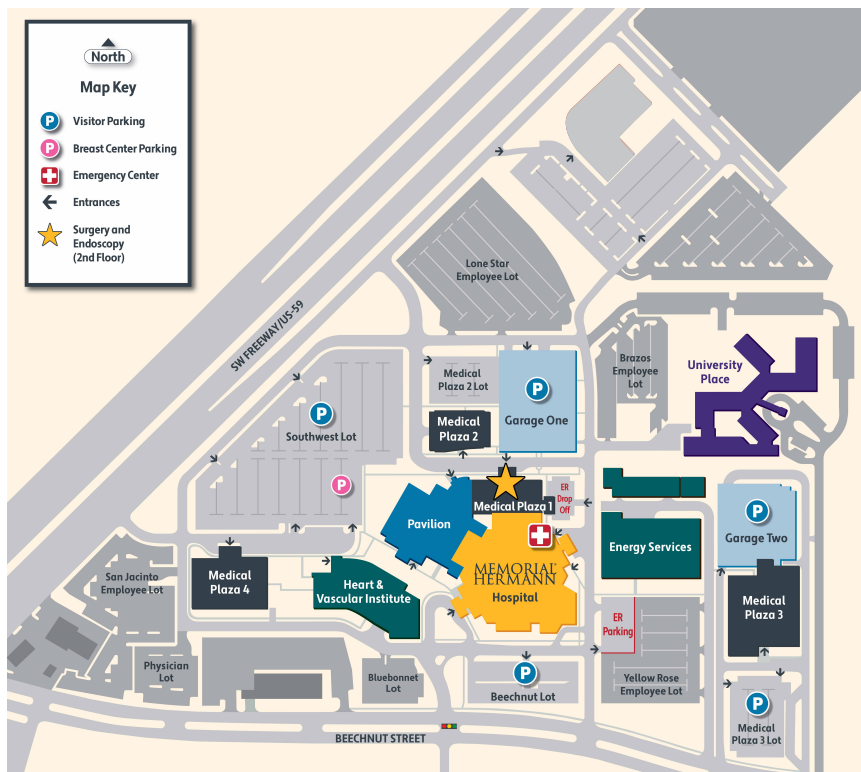 North
Map Key
P
Visitor Parking
P
Breast Center Parking
Emergency Center
Entrances
Surgery and
Endoscopy
(2nd Floor)
SW FREEWAY/US-59
Lone Star
Employee Lot
Medical
Plaza 2 Lot
P
Garage One
Brazos
Employee
Lot
University
Place
P
Southwest Lot
Medical
Plaza 2
P
Medical Plaza 1
ER
Drop
Off
Pavilion
P
Garage Two
Energy Services
MEMORIAL
HERMANN
Hospital
San Jacinto
Employee Lot
Medical
Plaza 4
Heart &
Vascular Institute
Medical
Plaza 3
ER
Parking
Physician
Lot
Bluebonnet
Lot
P
Beechnut Lot
Yellow Rose
Employee Lot
P
Medical
Plaza 3 Lot
BEECHNUT STREET